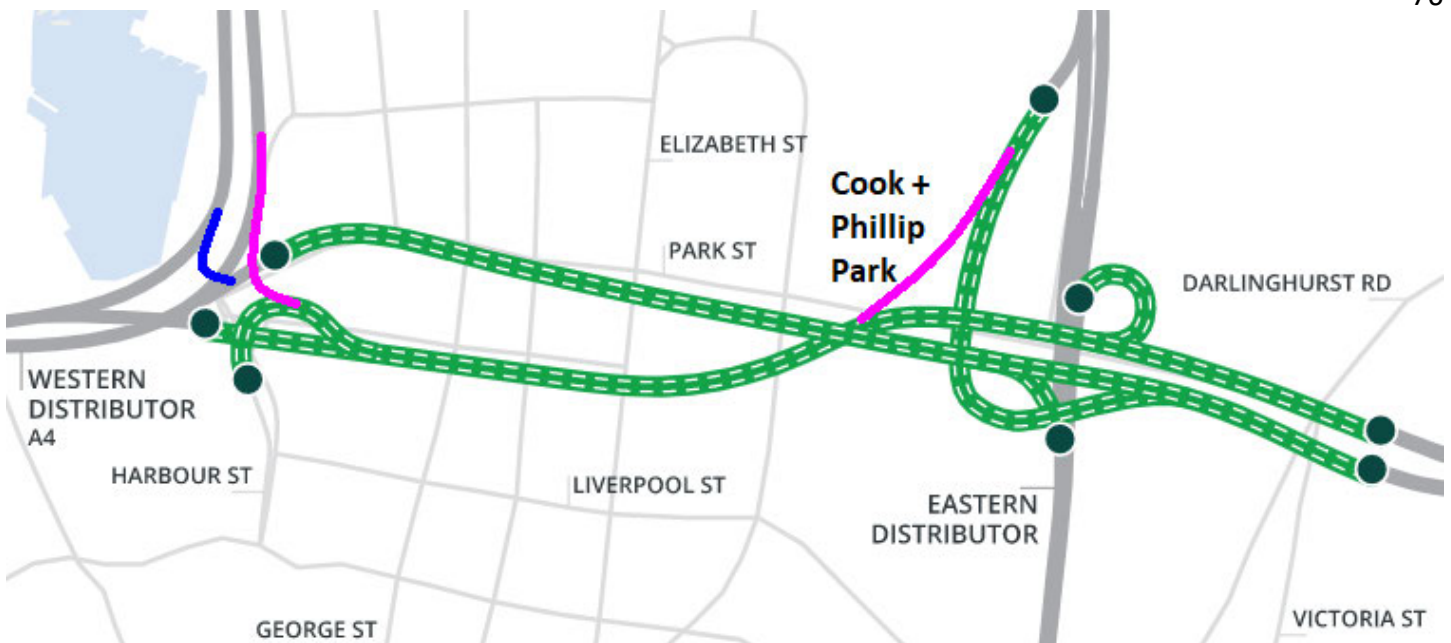 70
ELIZABETH ST
Cook +
Phillip
Park
PARK ST
DARLINGHURST RD
WESTERN
DISTRIBUTOR
A4
HARBOUR ST
LIVERPOOL ST
EASTERN
DISTRIBUTOR
GEORGE ST
VICTORIA ST